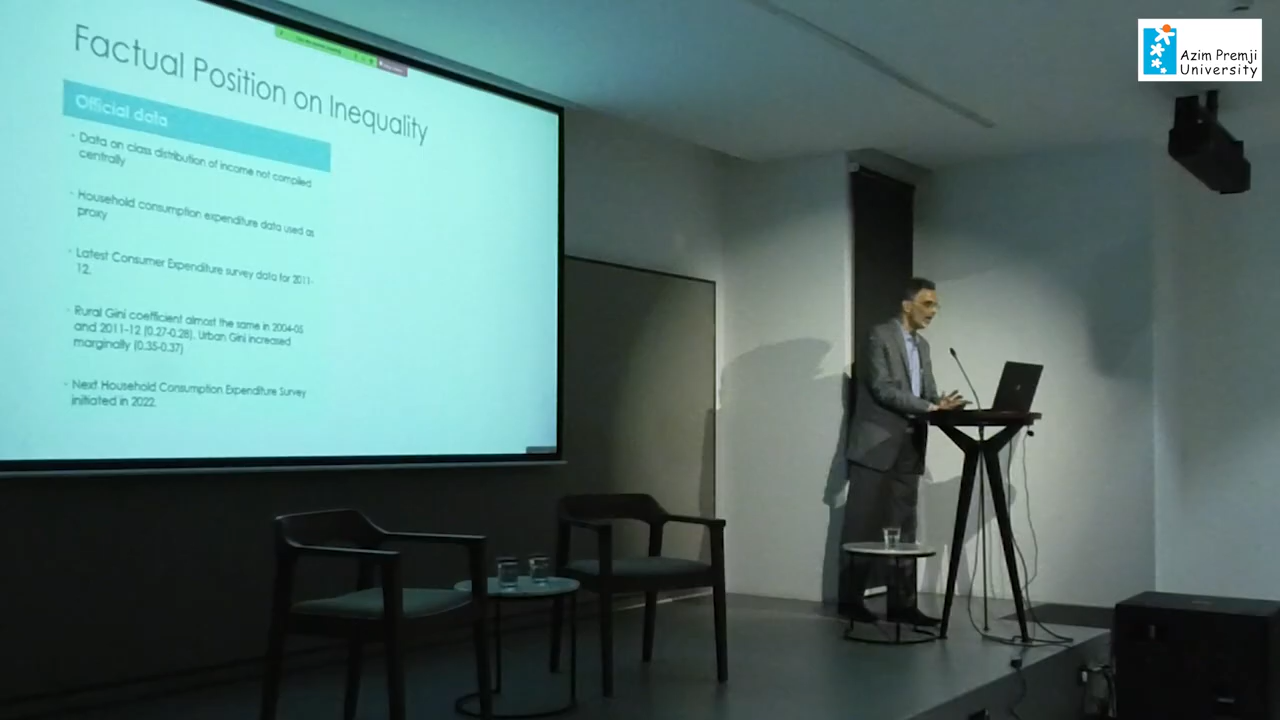 Factual Position on Inequality
Official data
• Data on class distribution of income not compiled
centrally
• Household consumption expenditure data used as
proxy
• Latest Consumer Expenditure survey data for 2011-
12.
• Rural Gini coefficient almost the same in 2004-05
and 2011-12 (0.27-0.28). Urban Gini increased
marginally (0.35-0.37)
• Next Household Consumption Expenditure Survey
initiated in 2022.
Azim Premji
University